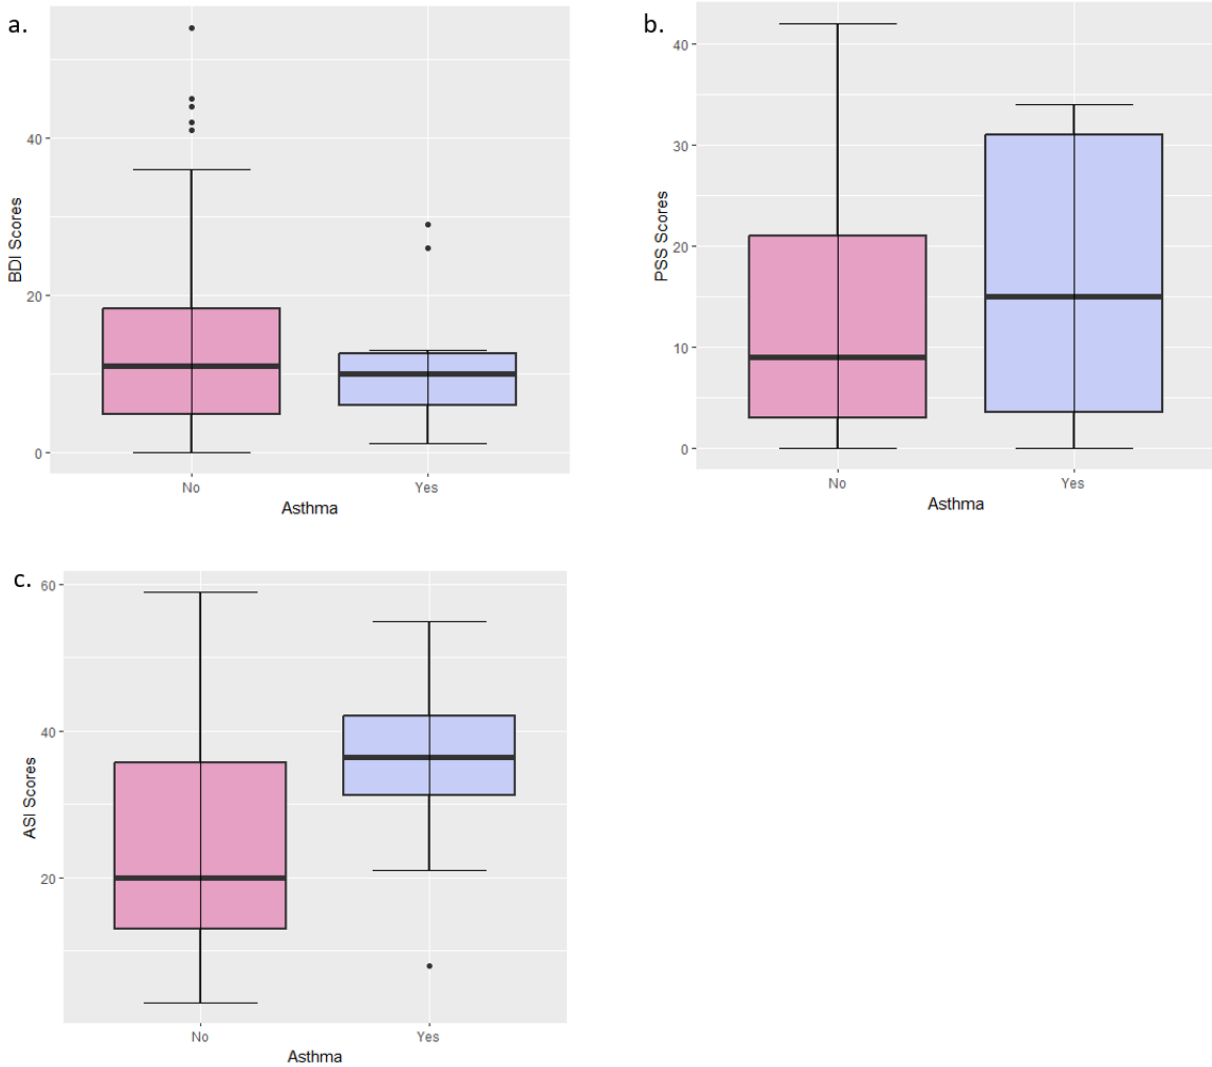 a.
BDI Scores
40
20
0
No
Yes
Asthma
b.
PSS Scores
40
30
20
10
0
No
Yes
Asthma
c.
ASI Scores
60
40
20
No
Yes
Asthma